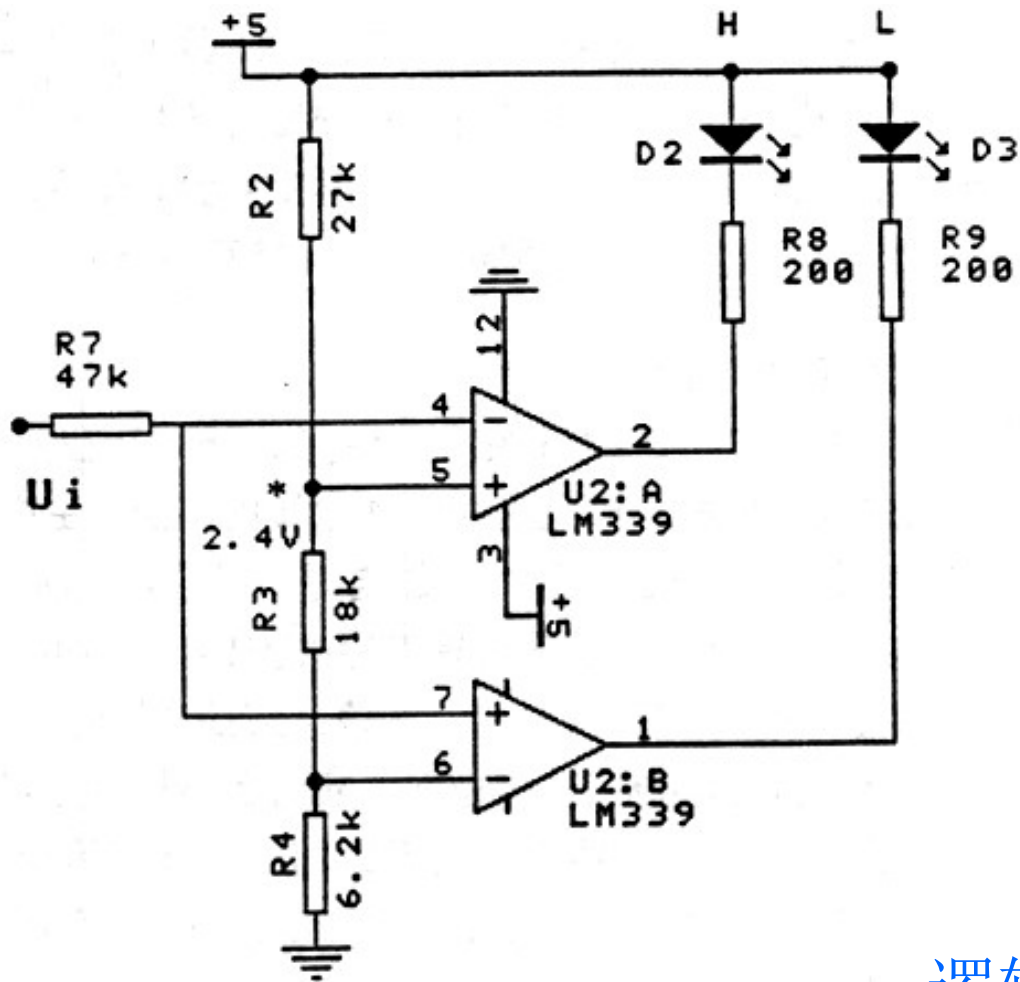 +5
H
L
R2
27k
D2
D3
R8
200
R9
200
12
R7
47k
4
−
2
5
+
*
Ui
U2:A
LM339
2.4V
3
R3
18k
+5
7
+
1
6
−
U2:B
LM339
R4
6.2k